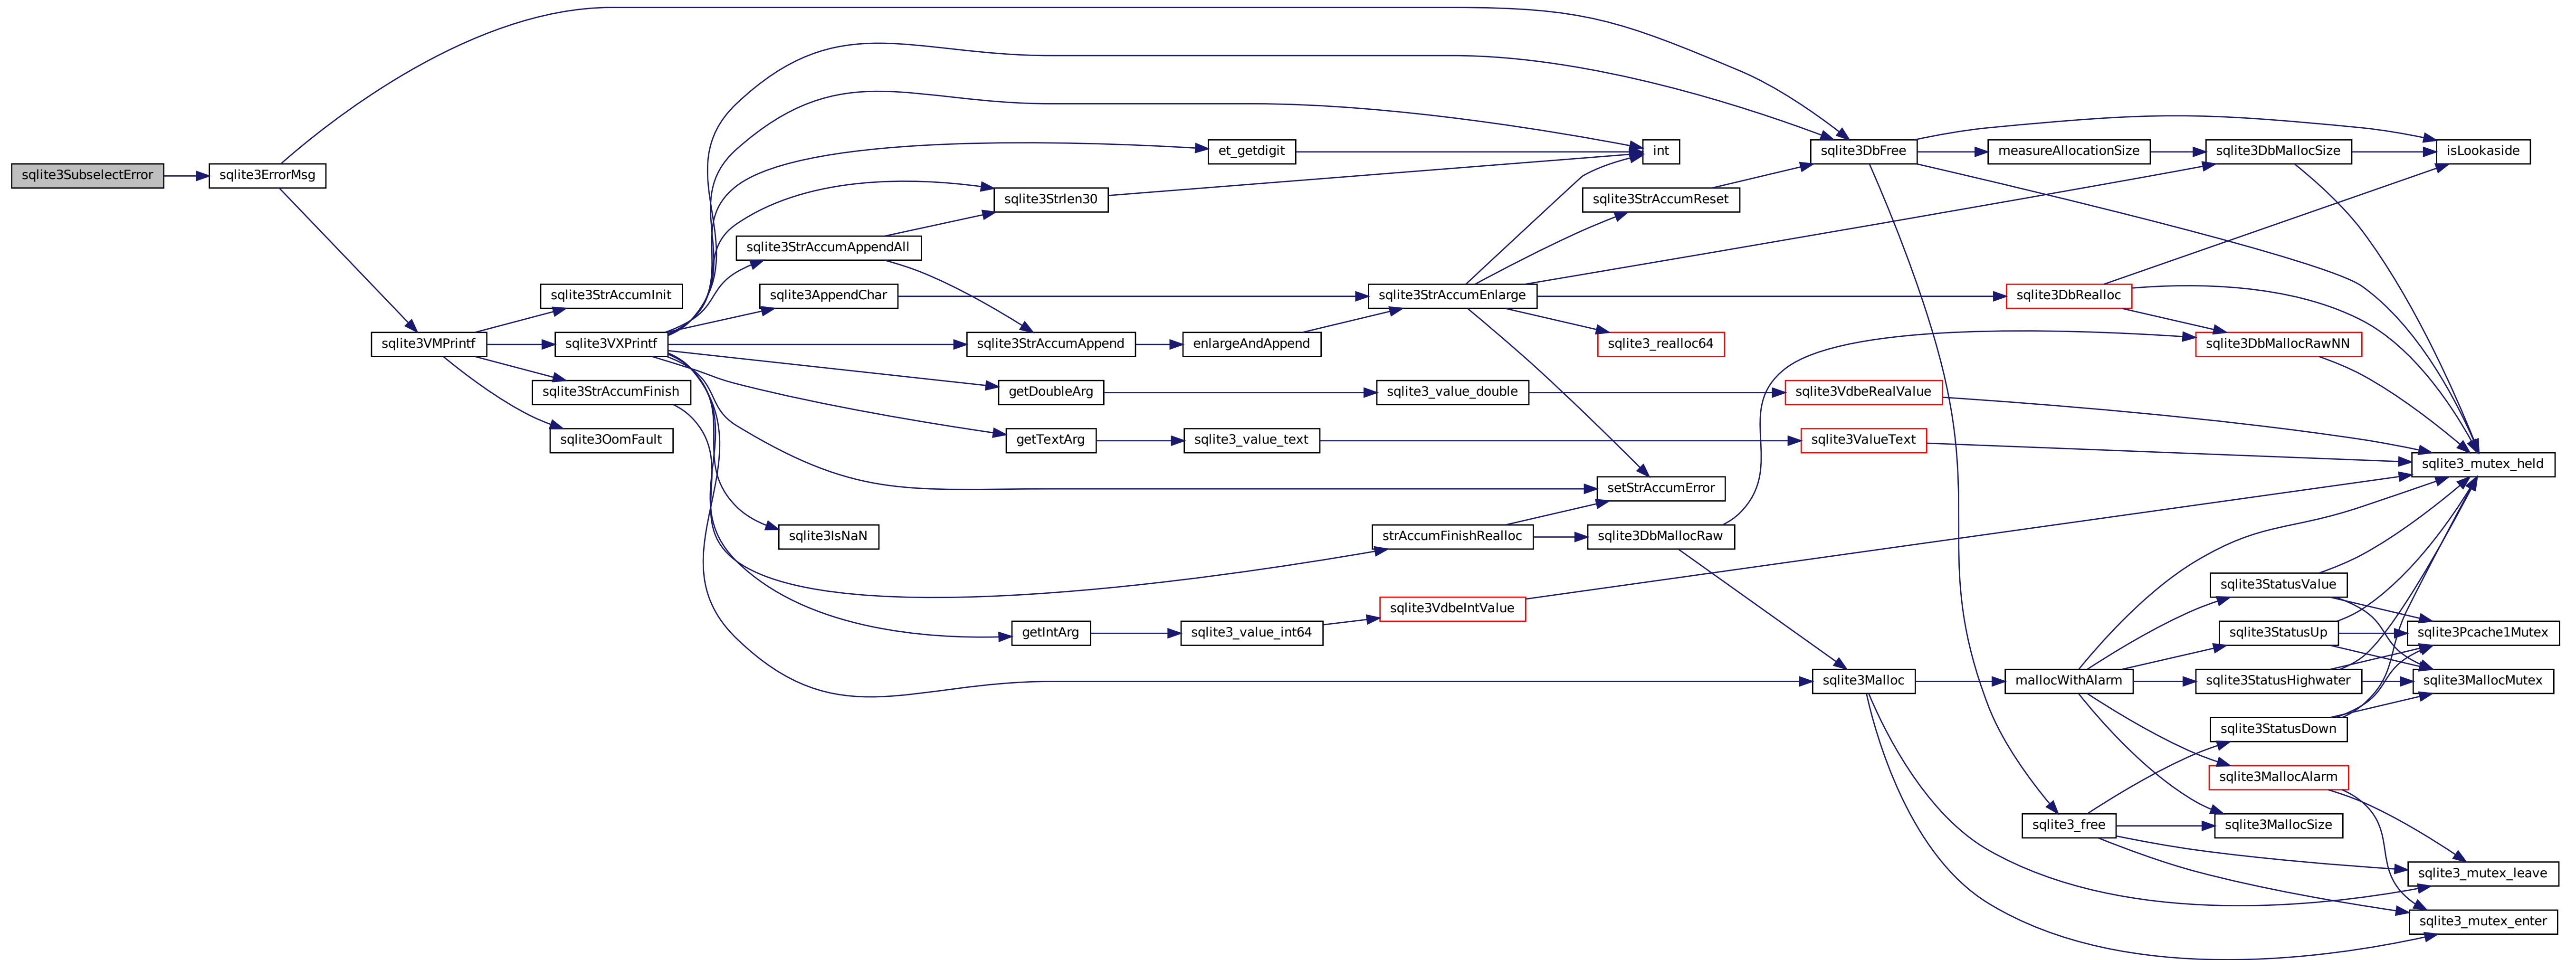 sqlite3SubselectError
sqlite3ErrorMsg
sqlite3VMPrintf
sqlite3StrAccumInit
sqlite3VXPrintf
sqlite3StrAccumFinish
sqlite3OomFault
sqlite3StrAccumAppendAll
sqlite3AppendChar
sqlite3IsNaN
sqlite3Strlen30
sqlite3StrAccumAppend
getDoubleArg
getTextArg
getIntArg
et_getdigit
enlargeAndAppend
sqlite3_value_text
sqlite3_value_int64
sqlite3StrAccumEnlarge
sqlite3_value_double
strAccumFinishRealloc
sqlite3VdbeIntValue
int
sqlite3StrAccumReset
sqlite3_realloc64
setStrAccumError
sqlite3DbMallocRaw
sqlite3DbFree
sqlite3VdbeRealValue
sqlite3ValueText
sqlite3Malloc
measureAllocationSize
sqlite3DbRealloc
mallocWithAlarm
sqlite3_free
sqlite3DbMallocSize
sqlite3DbMallocRawNN
sqlite3StatusValue
sqlite3StatusUp
sqlite3StatusHighwater
sqlite3StatusDown
sqlite3MallocAlarm
sqlite3MallocSize
isLookaside
sqlite3_mutex_held
sqlite3Pcache1Mutex
sqlite3MallocMutex
sqlite3_mutex_leave
sqlite3_mutex_enter